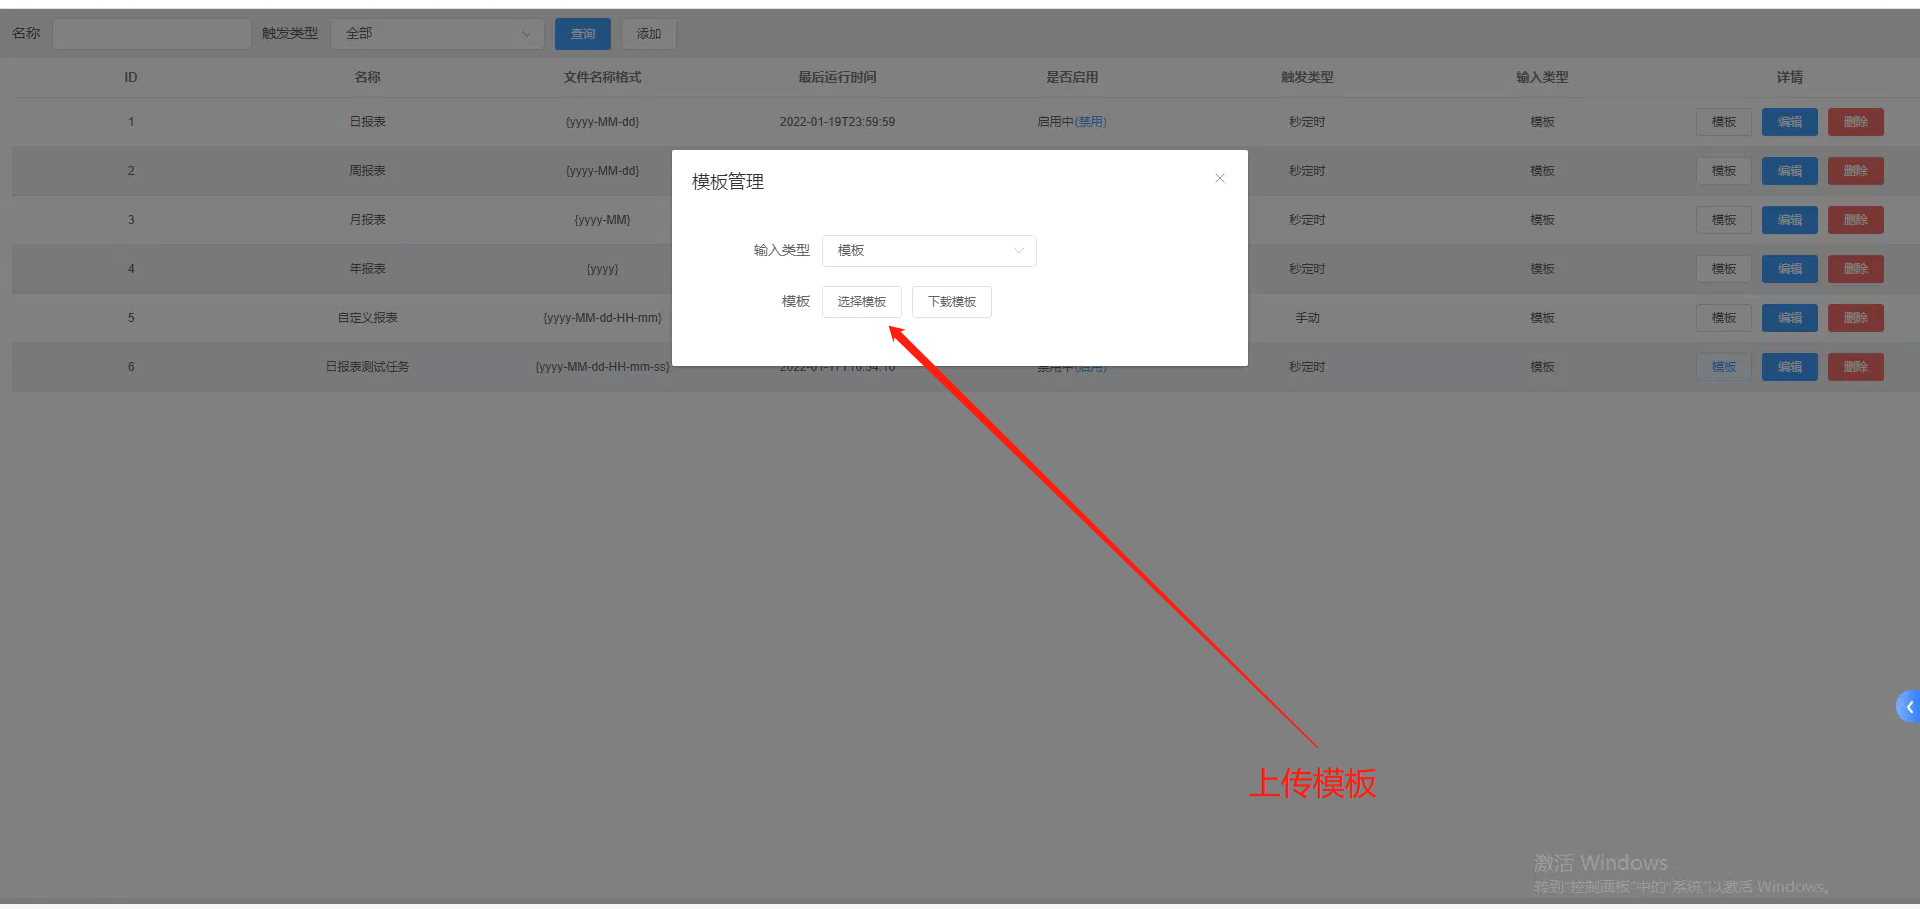 名称 触发类型 全部 查询 添加
ID 名称 文件名称格式 最后运行时间 是否启用 触发类型 输入类型 详情
1 日报表 {yyyy-MM-dd} 2022-01-19T23:59:59 启用中(禁用) 秒定时 模板 模板 编辑 删除
2 周报表 {yyyy-MM-dd} 秒定时 模板 模板 编辑 删除
3 月报表 {yyyy-MM} 秒定时 模板 模板 编辑 删除
4 年报表 {yyyy} 秒定时 模板 模板 编辑 删除
5 自定义报表 {yyyy-MM-dd-HH-mm} 手动 模板 模板 编辑 删除
6 日报表测试任务 {yyyy-MM-dd-HH-mm-ss} 2022-01-17T16:54:16 禁用中(启用) 秒定时 模板 模板 编辑 删除
模板管理
输入类型 模板
模板 选择模板 下载模板
上传模板
激活 Windows
转到"控制面板"中的"系统"以激活 Windows。